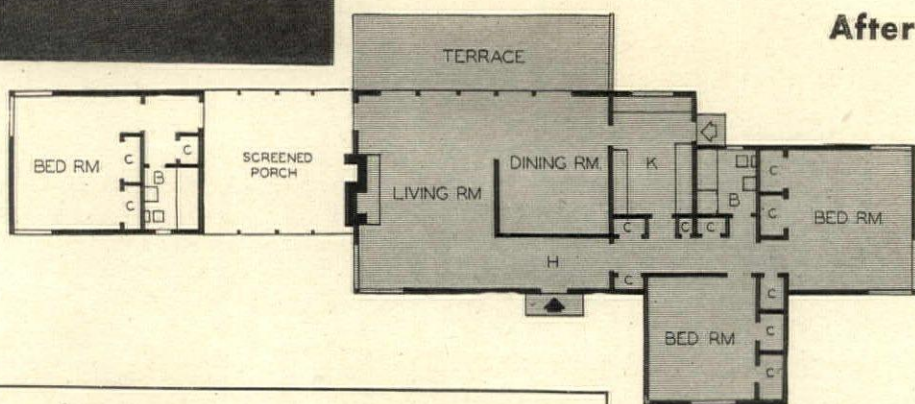 After
TERRACE
BED RM
C
C
C
B
SCREENED
PORCH
LIVING RM
DINING RM.
K
B
C
C
BED RM
C
C
C
H
C
BED RM
C
C
C